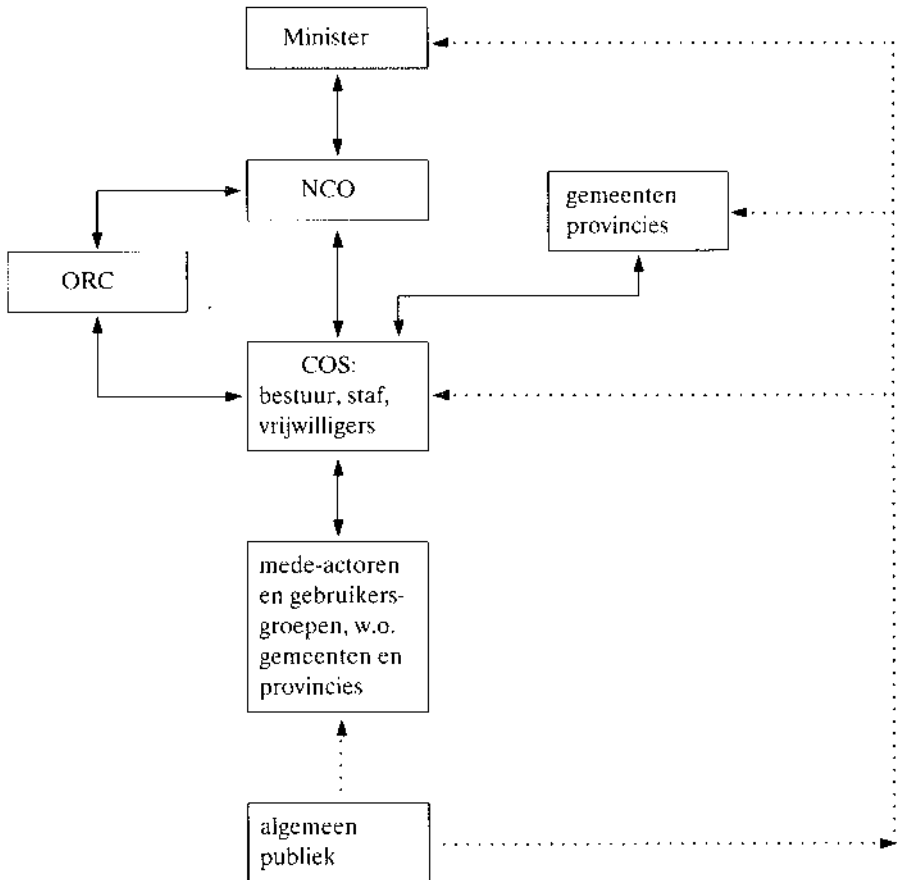 Minister
NCO
gemeenten
provincies
ORC
COS:
bestuur, staf,
vrijwilligers
mede-actoren
en gebruikers-
groepen, w.o.
gemeenten en
provincies
algemeen
publiek